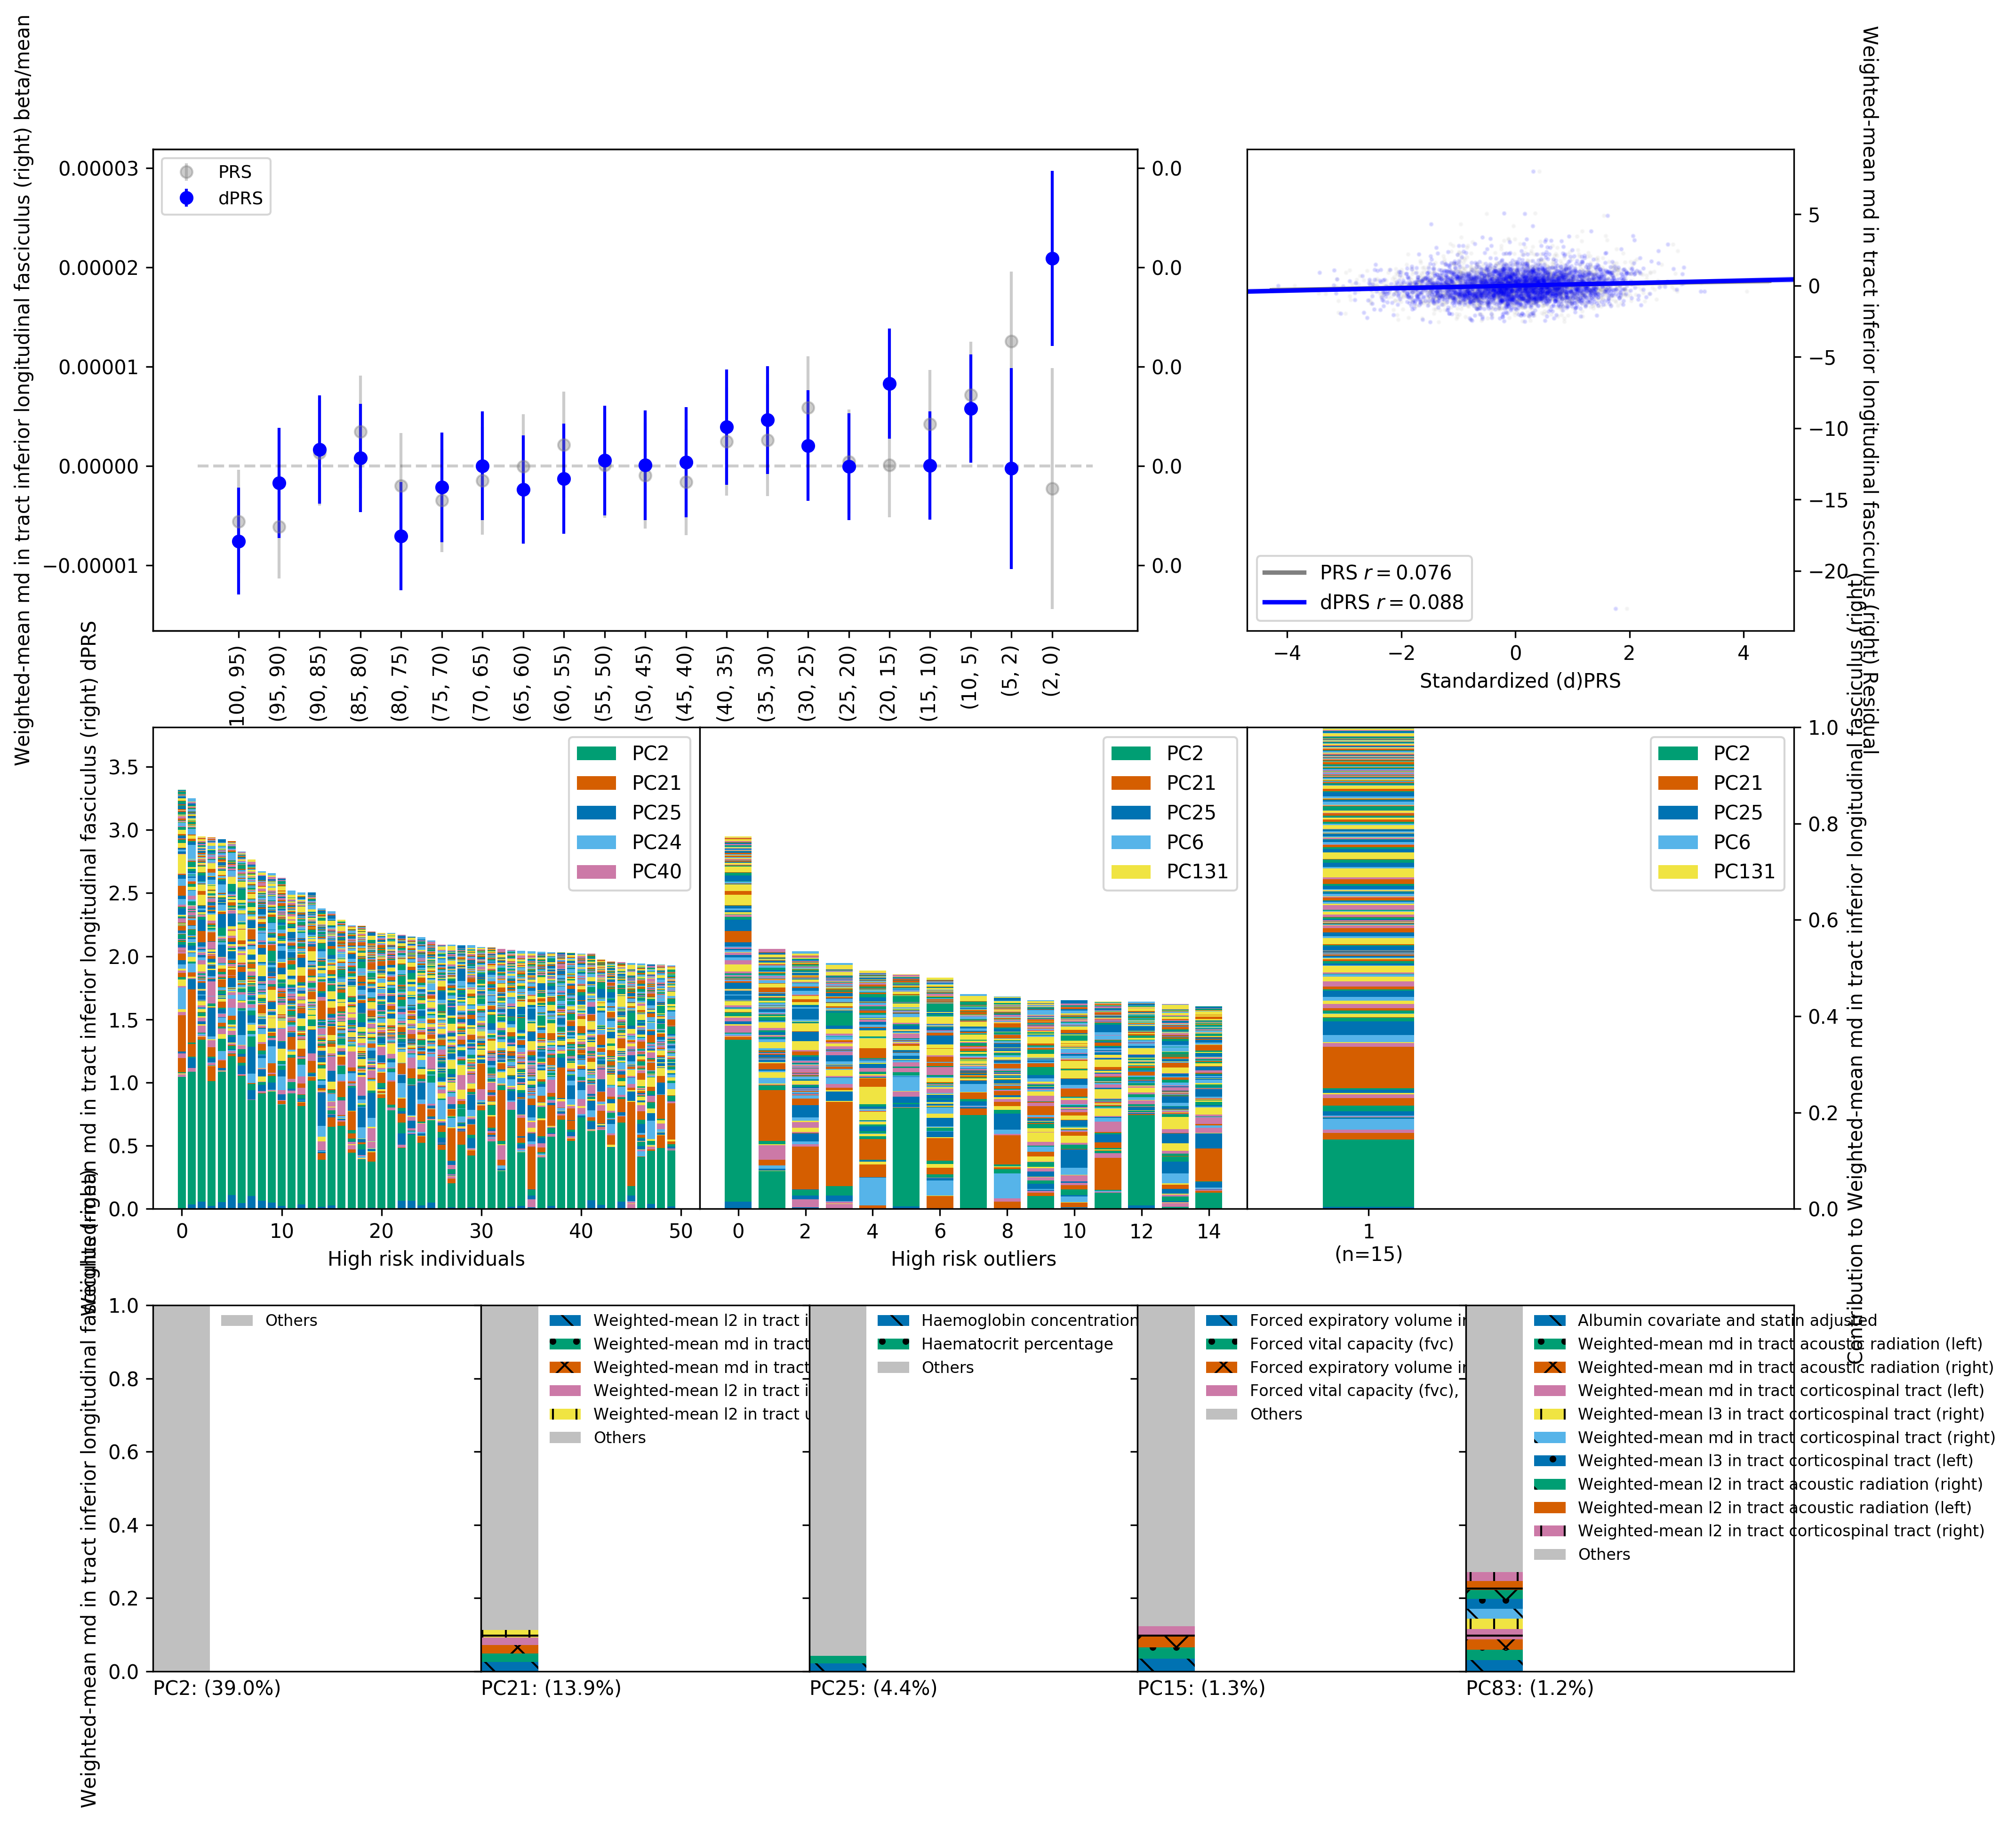 Weighted-mean md in tract inferior longitudinal fasciculus (right) beta/mean
0.00003
0.00002
0.00001
0.00000
−0.00001
PRS
dPRS
0.0
0.0
0.0
0.0
0.0
100, 95)
(95, 90)
(90, 85)
(85, 80)
(80, 75)
(75, 70)
(70, 65)
(65, 60)
(60, 55)
(55, 50)
(50, 45)
(45, 40)
(40, 35)
(35, 30)
(30, 25)
(25, 20)
(20, 15)
(15, 10)
(10, 5)
(5, 2)
(2, 0)
5
0
−5
−10
−15
−20
Weighted-mean md in tract inferior longitudinal fasciculus (right) Residual
PRS r = 0.076
dPRS r = 0.088
−4
−2
0
2
4
Standardized (d)PRS
Weighted-mean md in tract inferior longitudinal fasciculus (right) dPRS
3.5
3.0
2.5
2.0
1.5
1.0
0.5
0.0
PC2
PC21
PC25
PC24
PC40
0
10
20
30
40
50
High risk individuals
PC2
PC21
PC25
PC6
PC131
0
2
4
6
8
10
12
14
High risk outliers
PC2
PC21
PC25
PC6
PC131
1
(n=15)
1.0
0.8
0.6
0.4
0.2
0.0
Contribution to Weighted-mean md in tract inferior longitudinal fasciculus (right)
Weighted-mean md in tract inferior longitudinal fasciculus (right)
1.0
0.8
0.6
0.4
0.2
0.0
Others
PC2: (39.0%)
Weighted-mean l2 in tract i
Weighted-mean md in tract
Weighted-mean md in tract
Weighted-mean l2 in tract i
Weighted-mean l2 in tract u
Others
PC21: (13.9%)
Haemoglobin concentration
Haematocrit percentage
Others
PC25: (4.4%)
Forced expiratory volume in
Forced vital capacity (fvc)
Forced expiratory volume in
Forced vital capacity (fvc),
Others
PC15: (1.3%)
Albumin covariate and statin adjusted
Weighted-mean md in tract acoustic radiation (left)
Weighted-mean md in tract acoustic radiation (right)
Weighted-mean md in tract corticospinal tract (left)
Weighted-mean l3 in tract corticospinal tract (right)
Weighted-mean md in tract corticospinal tract (right)
Weighted-mean l3 in tract corticospinal tract (left)
Weighted-mean l2 in tract acoustic radiation (right)
Weighted-mean l2 in tract acoustic radiation (left)
Weighted-mean l2 in tract corticospinal tract (right)
Others
PC83: (1.2%)